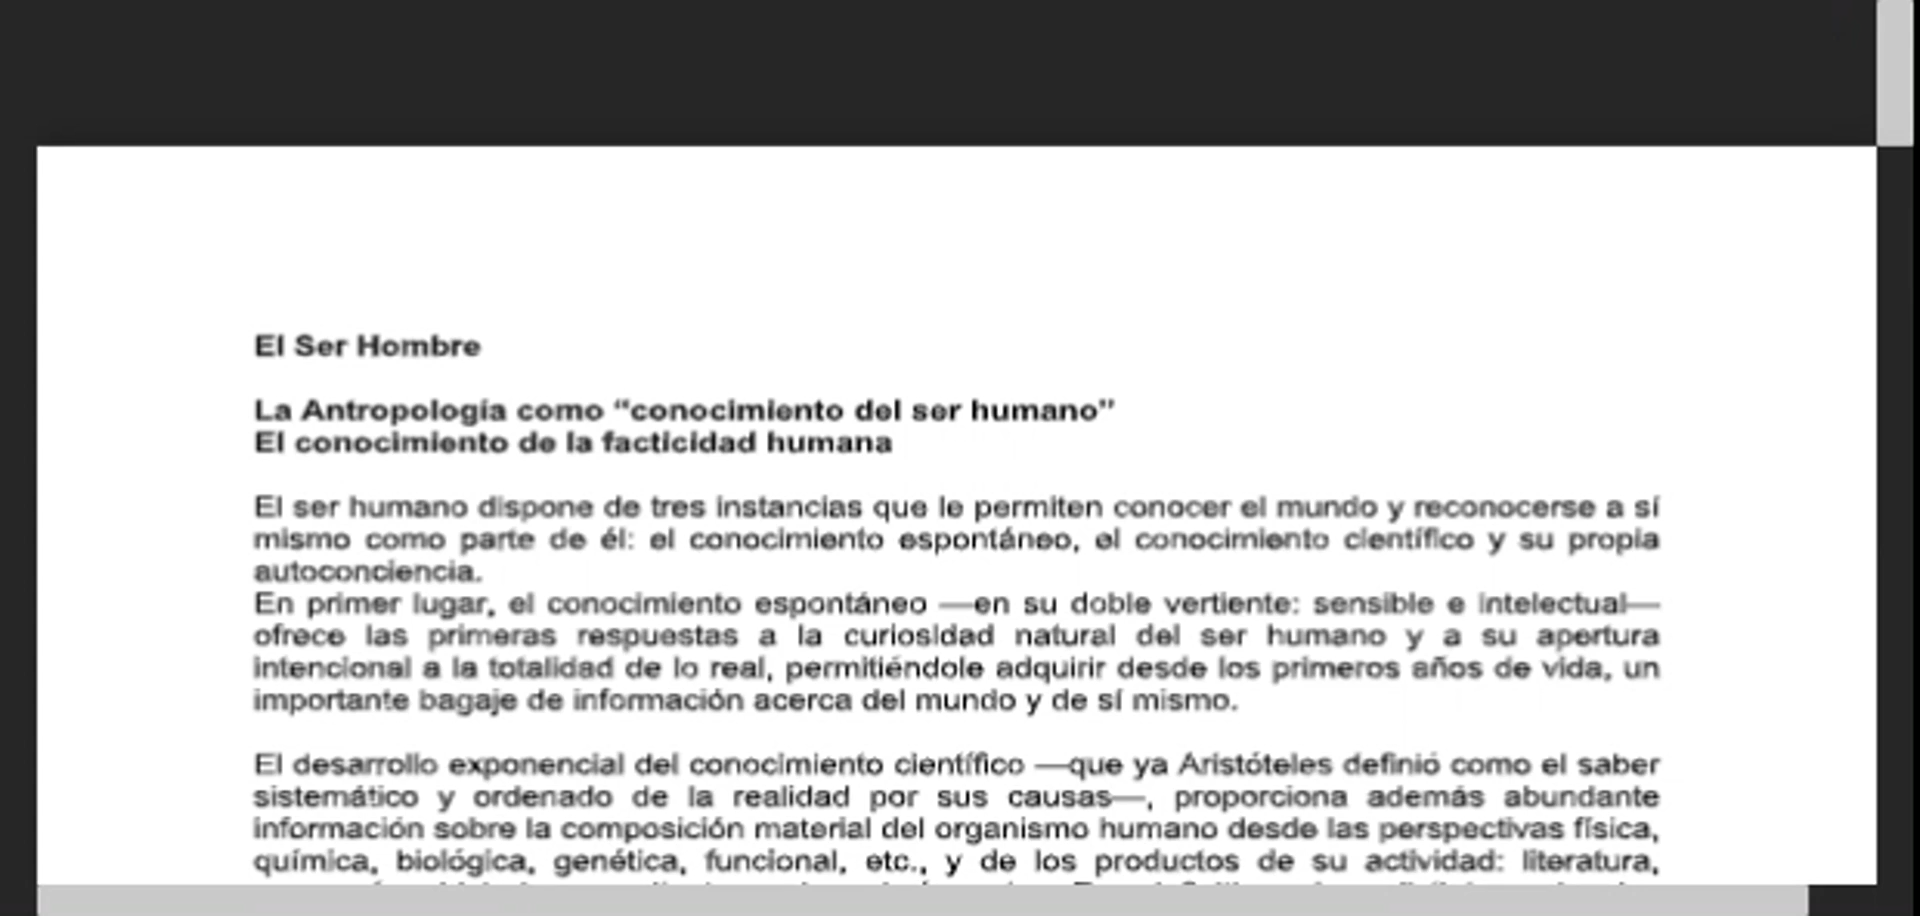 El Ser Hombre
La Antropología como “conocimiento del ser humano”
El conocimiento de la facticidad humana
El ser humano dispone de tres instancias que le permiten conocer el mundo y reconocerse a sí
mismo como parte de él: el conocimiento espontáneo, el conocimiento científico y su propia
autoconciencia.
En primer lugar, el conocimiento espontáneo —en su doble vertiente: sensible e intelectual—
ofrece las primeras respuestas a la curiosidad natural del ser humano y a su apertura
intencional a la totalidad de lo real, permitiéndole adquirir desde los primeros años de vida, un
importante bagaje de información acerca del mundo y de sí mismo.
El desarrollo exponencial del conocimiento científico —que ya Aristóteles definió como el saber
sistemático y ordenado de la realidad por sus causas—, proporciona además abundante
información sobre la composición material del organismo humano desde las perspectivas física,
química, biológica, genética, funcional, etc., y de los productos de su actividad: literatura,